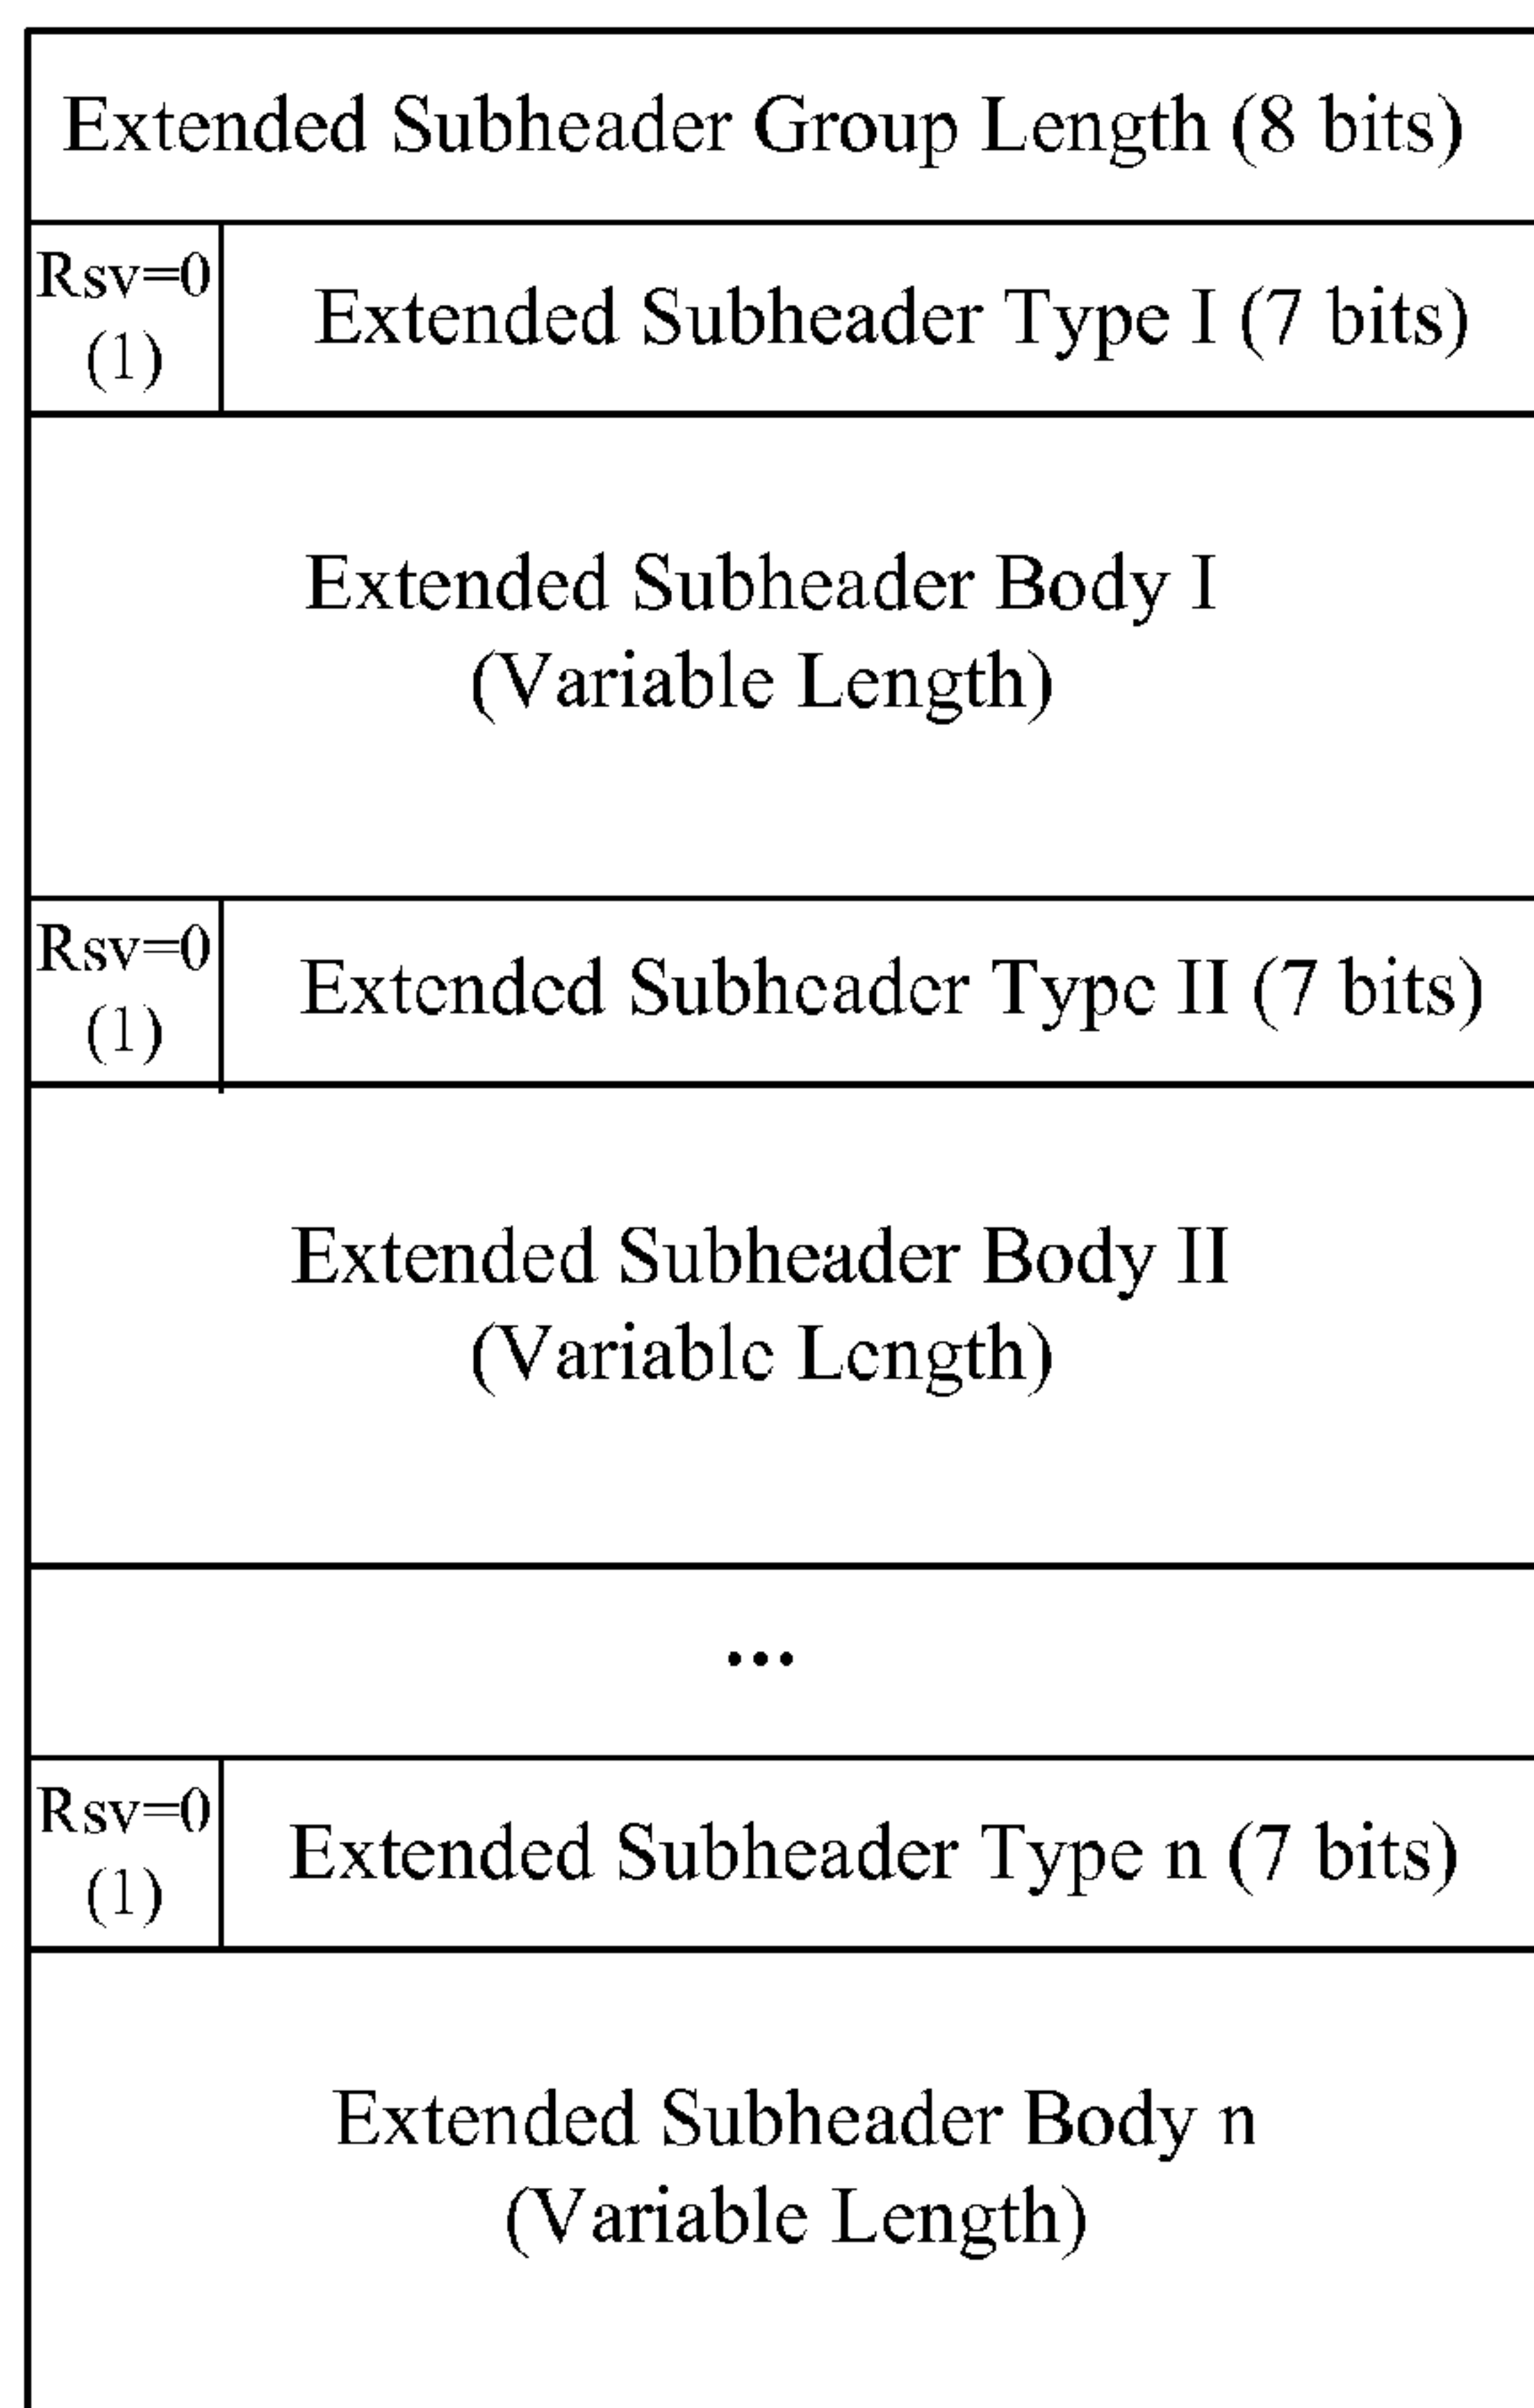 Extended Subheader Group Length (8 bits)
Rsv=0
(1)
Extended Subheader Type I (7 bits)
Extended Subheader Body I
(Variable Length)
Rsv=0
(1)
Extended Subheader Type II (7 bits)
Extended Subheader Body II
(Variable Length)
...
Rsv=0
(1)
Extended Subheader Type n (7 bits)
Extended Subheader Body n
(Variable Length)